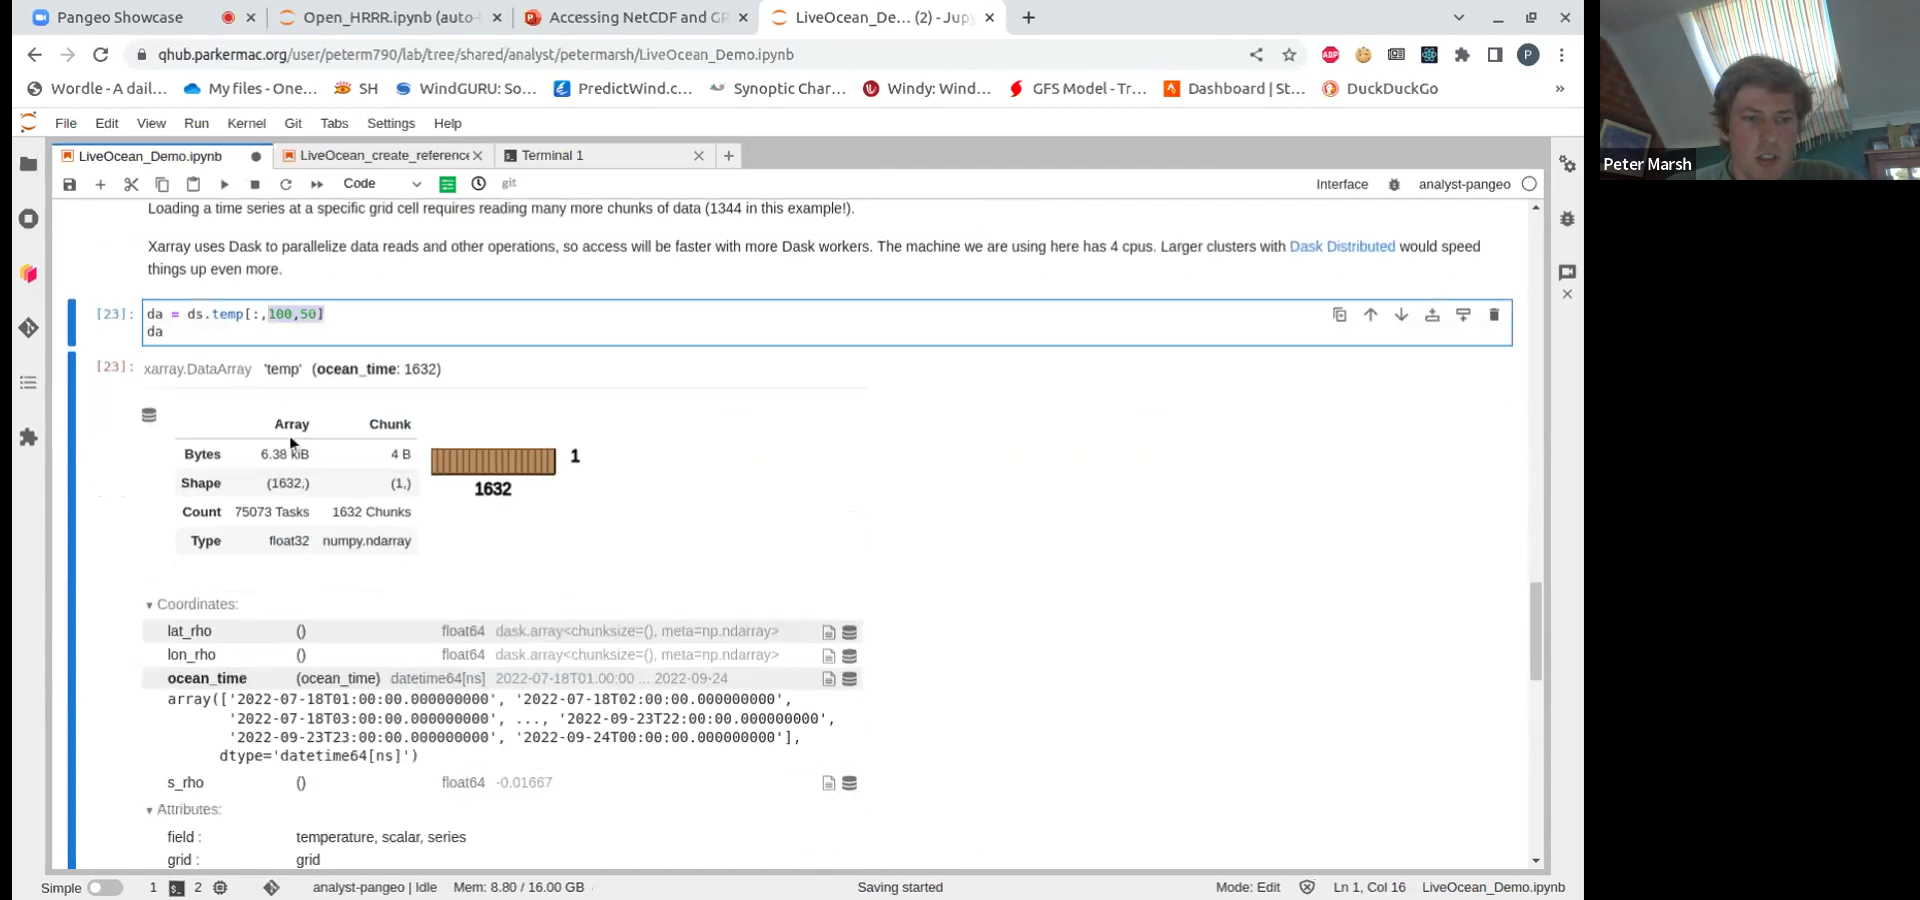 Pangeo Showcase
Open_HRRR.ipynb (auto-
Accessing NetCDF and GR
LiveOcean_De... (2) - Jup
qhub.parkermac.org/user/peterm790/lab/tree/shared/analyst/petermarsh/LiveOcean_Demo.ipynb
ABP
P
Wordle - A dail...
My files - One...
SH
WindGURU: So...
PredictWind.c...
Synoptic Char...
Windy: Wind...
GFS Model - Tr...
Dashboard | St...
DuckDuckGo
»
File Edit View Run Kernel Git Tabs Settings Help
LiveOcean_Demo.ipynb
LiveOcean_create_reference
Terminal 1
Code
git
Interface
analyst-pangeo
Loading a time series at a specific grid cell requires reading many more chunks of data (1344 in this example!).
Xarray uses Dask to parallelize data reads and other operations, so access will be faster with more Dask workers. The machine we are using here has 4 cpus. Larger clusters with Dask Distributed would speed
things up even more.
[23]: da = ds.temp[:,100,50]
da
[23]: xarray.DataArray 'temp' (ocean_time: 1632)
Array Chunk
Bytes 6.38 kiB 4 B
Shape (1632,) (1,)
Count 75073 Tasks 1632 Chunks
Type float32 numpy.ndarray
1
1632
▾ Coordinates:
lat_rho () float64 dask.array<chunksize=(), meta=np.ndarray>
lon_rho () float64 dask.array<chunksize=(), meta=np.ndarray>
ocean_time (ocean_time) datetime64[ns] 2022-07-18T01:00:00 ... 2022-09-24
array(['2022-07-18T01:00:00.000000000', '2022-07-18T02:00:00.000000000',
'2022-07-18T03:00:00.000000000', ..., '2022-09-23T22:00:00.000000000',
'2022-09-23T23:00:00.000000000', '2022-09-24T00:00:00.000000000'],
dtype='datetime64[ns]')
s_rho () float64 -0.01667
▾ Attributes:
field : temperature, scalar, series
grid : grid
Simple 1 2 analyst-pangeo | Idle Mem: 8.80 / 16.00 GB Saving started Mode: Edit Ln 1, Col 16 LiveOcean_Demo.ipynb
Peter Marsh